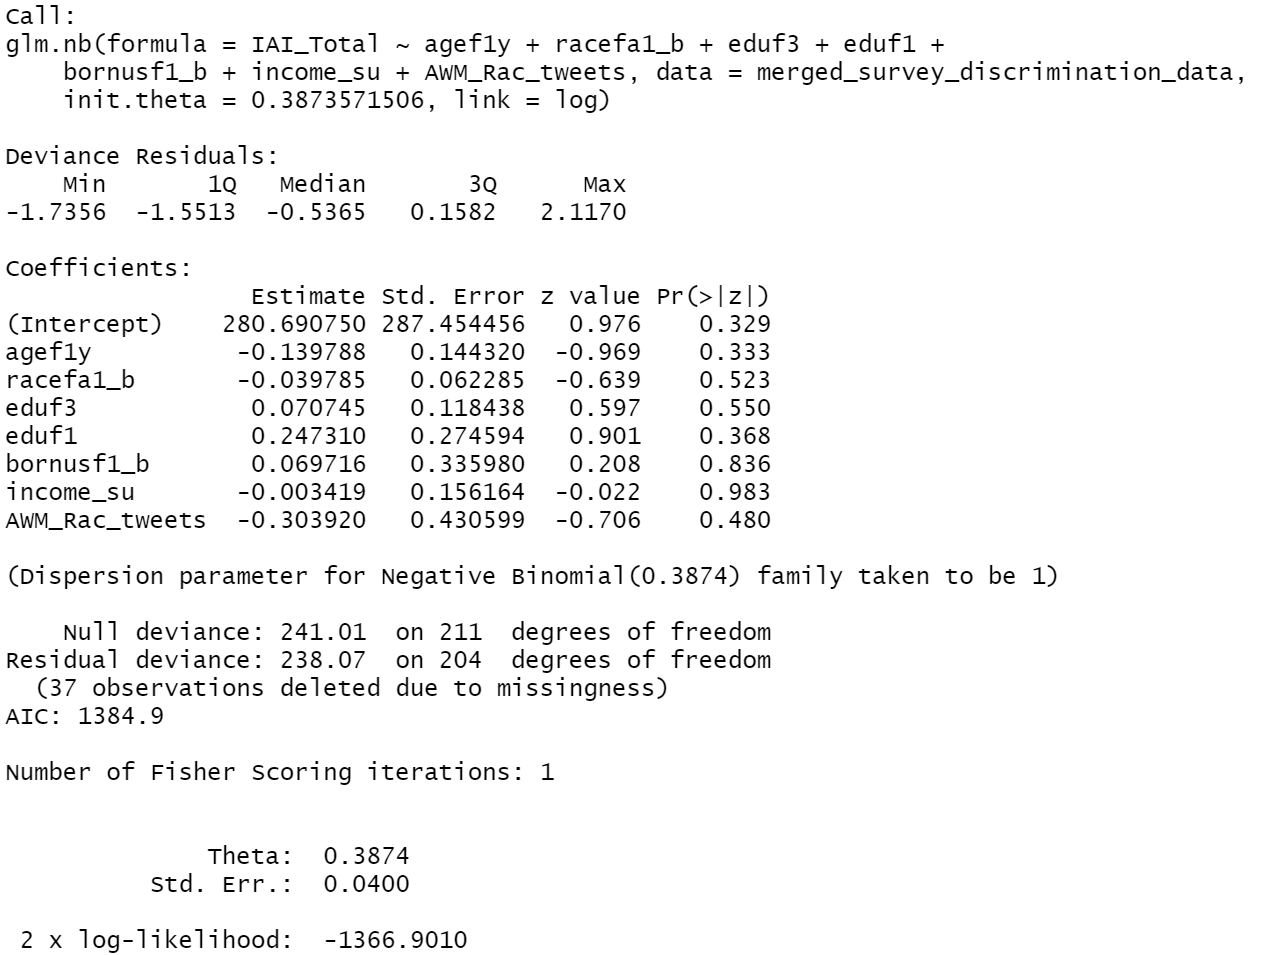 Call:
glm.nb(formula = IAI_Total ~ agef1y + racefa1_b + eduf3 + eduf1 +
    bornusf1_b + income_su + AWM_Rac_tweets, data = merged_survey_discrimination_data,
    init.theta = 0.3873571506, link = log)

Deviance Residuals:
    Min       1Q   Median       3Q      Max
-1.7356  -1.5513  -0.5365   0.1582   2.1170

Coefficients:
                 Estimate Std. Error z value Pr(>|z|)
(Intercept)    280.690750 287.454456   0.976    0.329
agef1y          -0.139788   0.144320  -0.969    0.333
racefa1_b       -0.039785   0.062285  -0.639    0.523
eduf3            0.070745   0.118438   0.597    0.550
eduf1            0.247310   0.274594   0.901    0.368
bornusf1_b       0.069716   0.335980   0.208    0.836
income_su       -0.003419   0.156164  -0.022    0.983
AWM_Rac_tweets  -0.303920   0.430599  -0.706    0.480

(Dispersion parameter for Negative Binomial(0.3874) family taken to be 1)

    Null deviance: 241.01  on 211  degrees of freedom
Residual deviance: 238.07  on 204  degrees of freedom
  (37 observations deleted due to missingness)
AIC: 1384.9

Number of Fisher Scoring iterations: 1


              Theta:  0.3874
          Std. Err.:  0.0400

 2 x log-likelihood:  -1366.9010